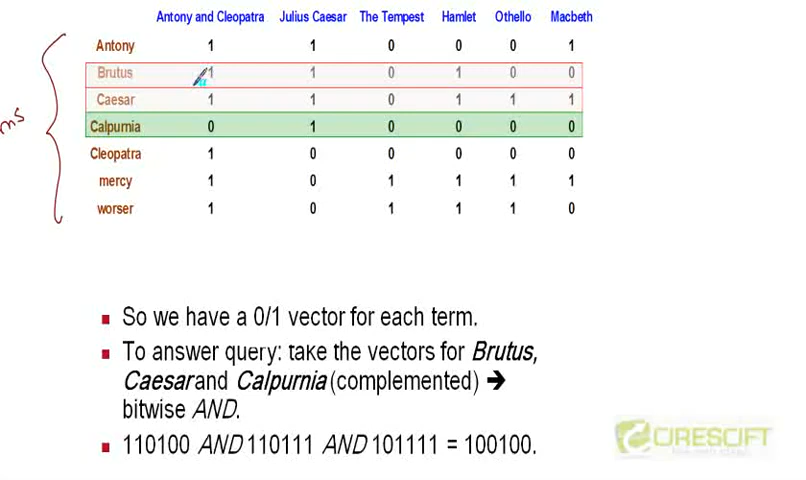 Antony and Cleopatra Julius Caesar The Tempest Hamlet Othello Macbeth
Antony 1 1 0 0 0 1
Brutus 1 1 0 1 0 0
Caesar 1 1 0 1 1 1
Calpurnia 0 1 0 0 0 0
Cleopatra 1 0 0 0 0 0
mercy 1 0 1 1 1 1
worser 1 0 1 1 1 0
ms
So we have a 0/1 vector for each term.
To answer query: take the vectors for Brutus,
Caesar and Calpurnia (complemented) ➔
bitwise AND.
110100 AND 110111 AND 101111 = 100100.